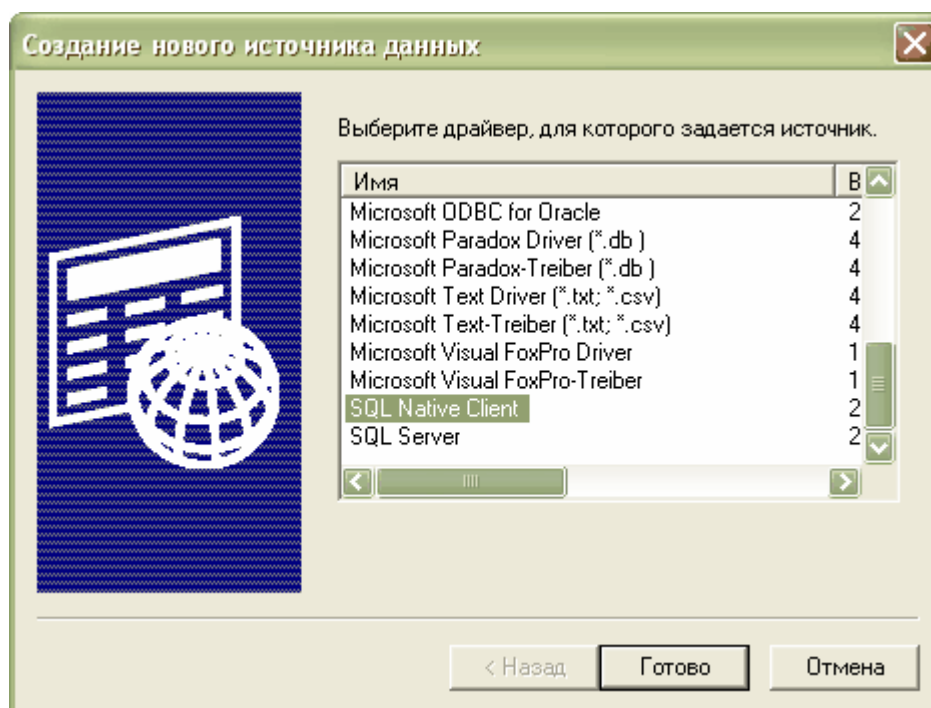 Создание нового источника данных
Выберите драйвер, для которого задается источник.
Имя В
Microsoft ODBC for Oracle 2
Microsoft Paradox Driver (*.db ) 4
Microsoft Paradox-Treiber (*.db ) 4
Microsoft Text Driver (*.txt; *.csv) 4
Microsoft Text-Treiber (*.txt; *.csv) 4
Microsoft Visual FoxPro Driver 1
Microsoft Visual FoxPro-Treiber 1
SQL Native Client 2
SQL Server 2
< Назад Готово Отмена